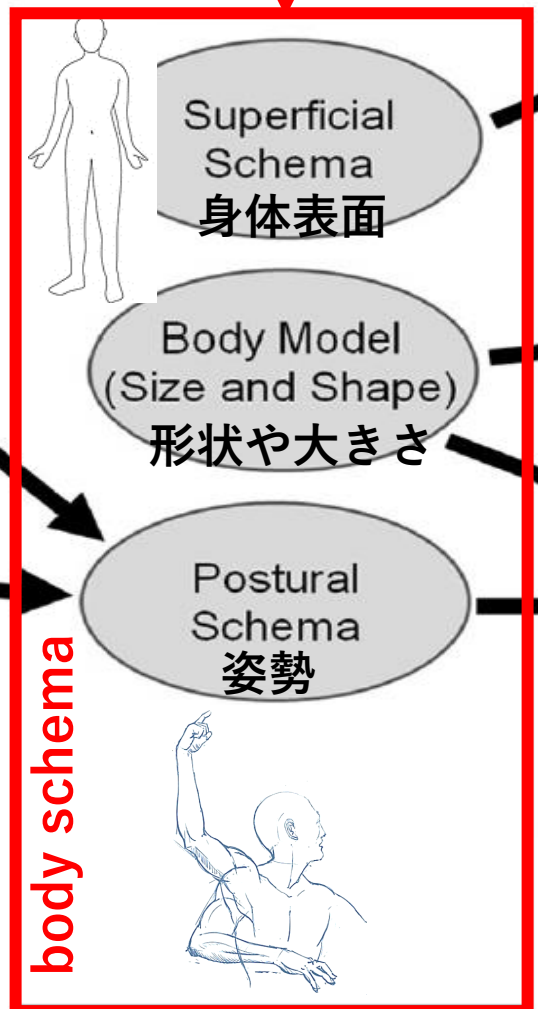 Superficial
Schema
身体表面
Body Model
(Size and Shape)
形状や大きさ
Postural
Schema
姿勢
body schema